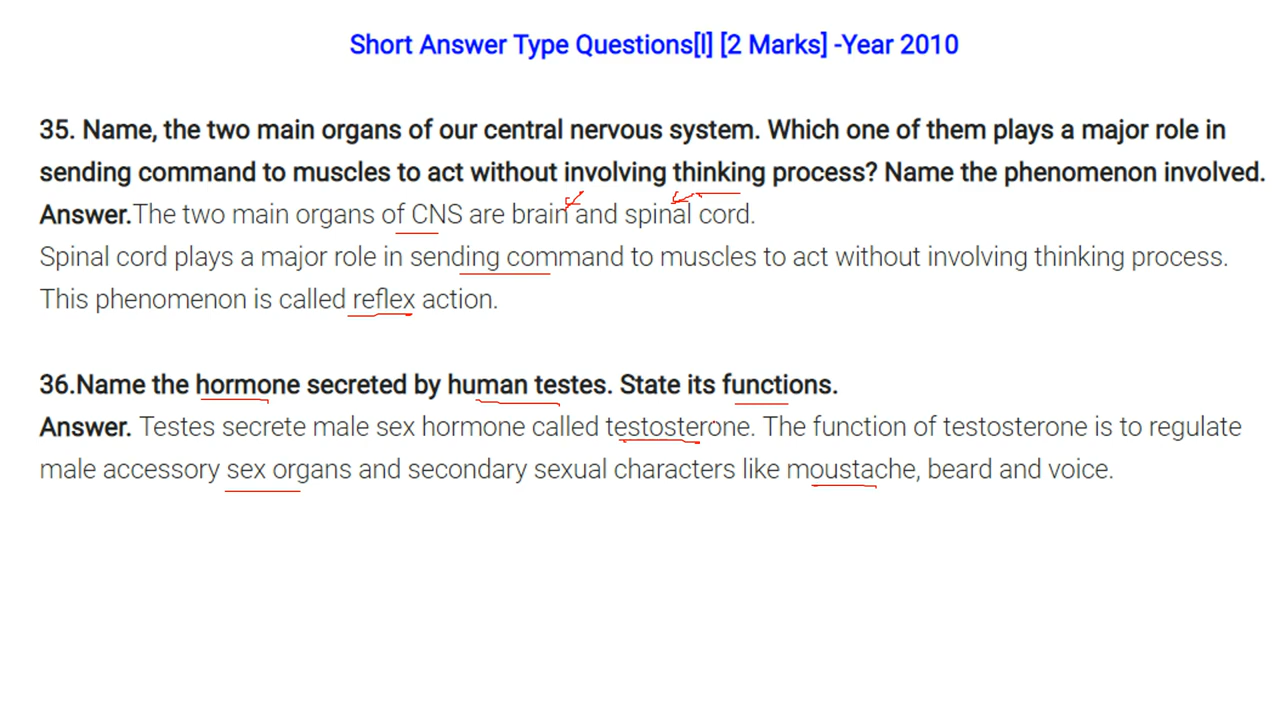 Short Answer Type Questions[I] [2 Marks] -Year 2010
35. Name, the two main organs of our central nervous system. Which one of them plays a major role in
sending command to muscles to act without involving thinking process? Name the phenomenon involved.
Answer.The two main organs of CNS are brain and spinal cord.
Spinal cord plays a major role in sending command to muscles to act without involving thinking process.
This phenomenon is called reflex action.
36.Name the hormone secreted by human testes. State its functions.
Answer. Testes secrete male sex hormone called testosterone. The function of testosterone is to regulate
male accessory sex organs and secondary sexual characters like moustache, beard and voice.